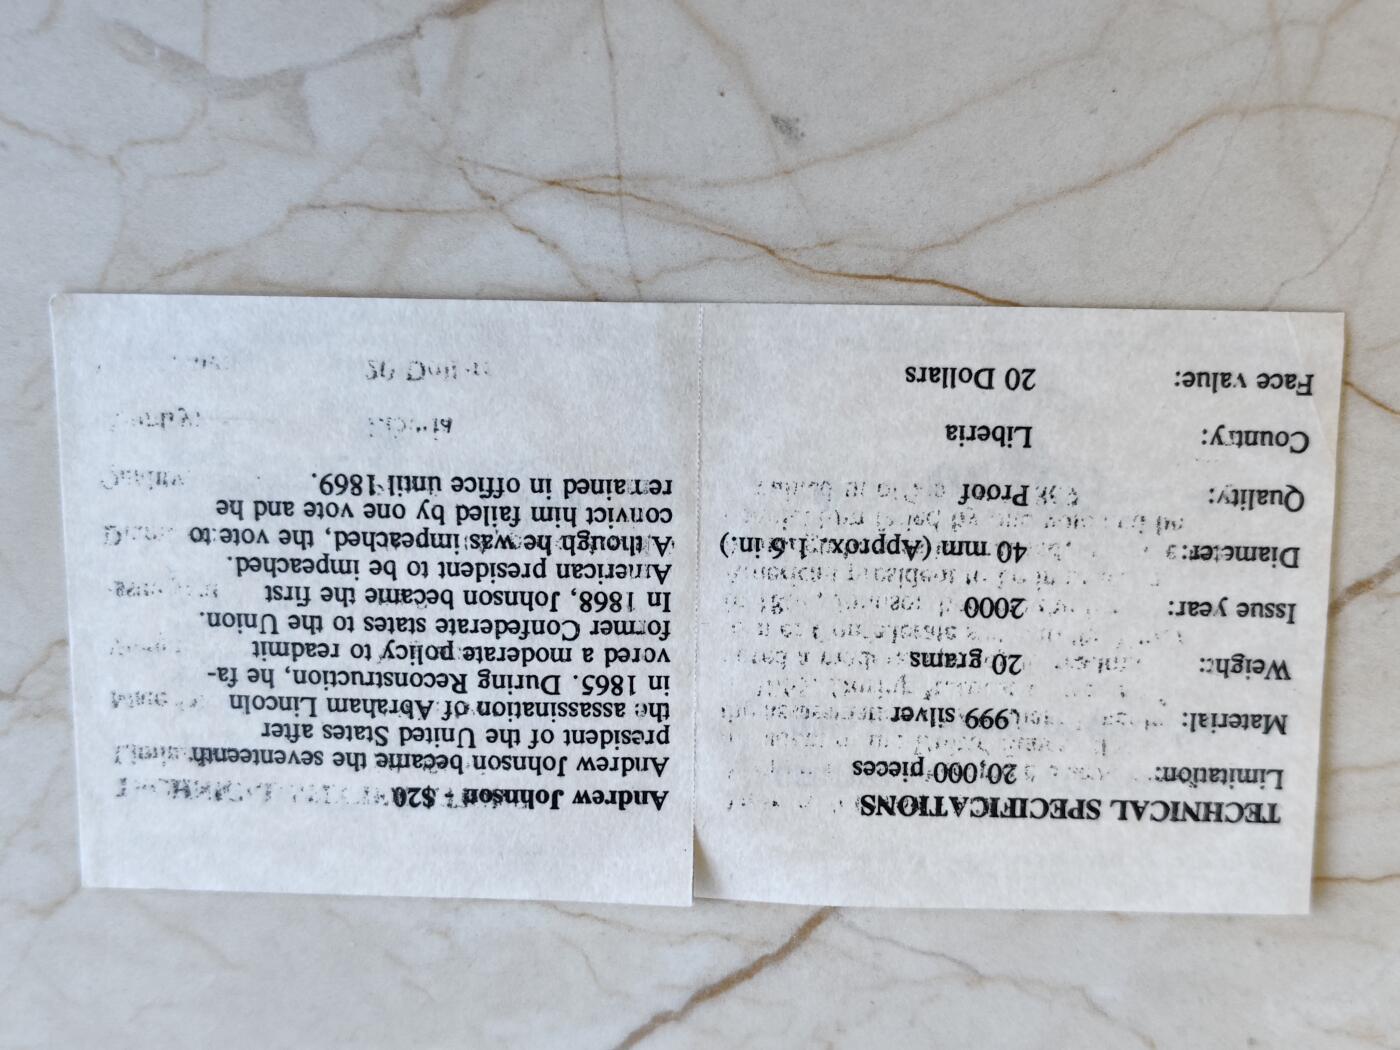 TECHNICAL SPECIFICATIONS
Limitation: 20,000 pieces
Material: .999 silver
Weight: 20 grams
Issue year: 2000
Diameter: 40 mm (Approx. 1.6 in.)
Quality: Proof
Country: Liberia
Face value: 20 Dollars
Andrew Johnson - $20
Andrew Johnson became the seventeenth
president of the United States after
the assassination of Abraham Lincoln
in 1865. During Reconstruction, he fa-
vored a moderate policy to readmit
former Confederate states to the Union.
In 1868, Johnson became the first
American president to be impeached.
Although he was impeached, the vote to
convict him failed by one vote and he
remained in office until 1869.